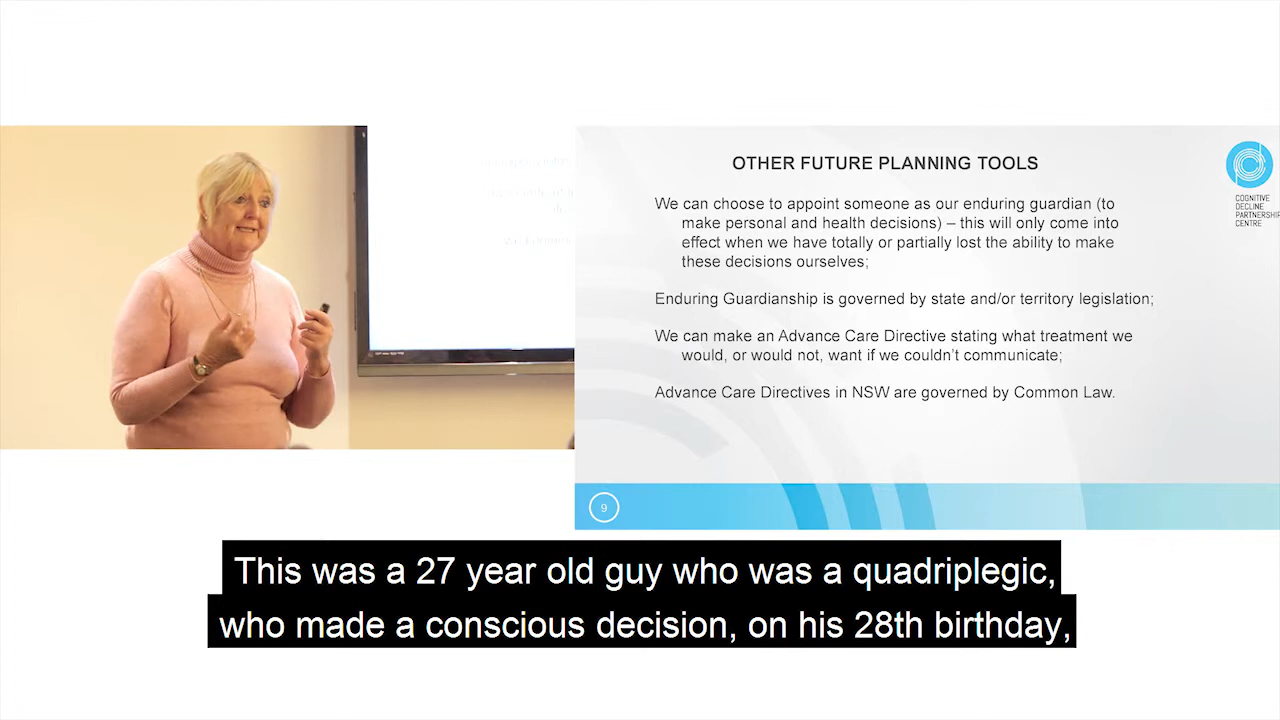 OTHER FUTURE PLANNING TOOLS
We can choose to appoint someone as our enduring guardian (to
make personal and health decisions) – this will only come into
effect when we have totally or partially lost the ability to make
these decisions ourselves;
Enduring Guardianship is governed by state and/or territory legislation;
We can make an Advance Care Directive stating what treatment we
would, or would not, want if we couldn't communicate;
Advance Care Directives in NSW are governed by Common Law.
COGNITIVE
DECLINE
PARTNERSHIP
CENTRE
9
This was a 27 year old guy who was a quadriplegic,
who made a conscious decision, on his 28th birthday,